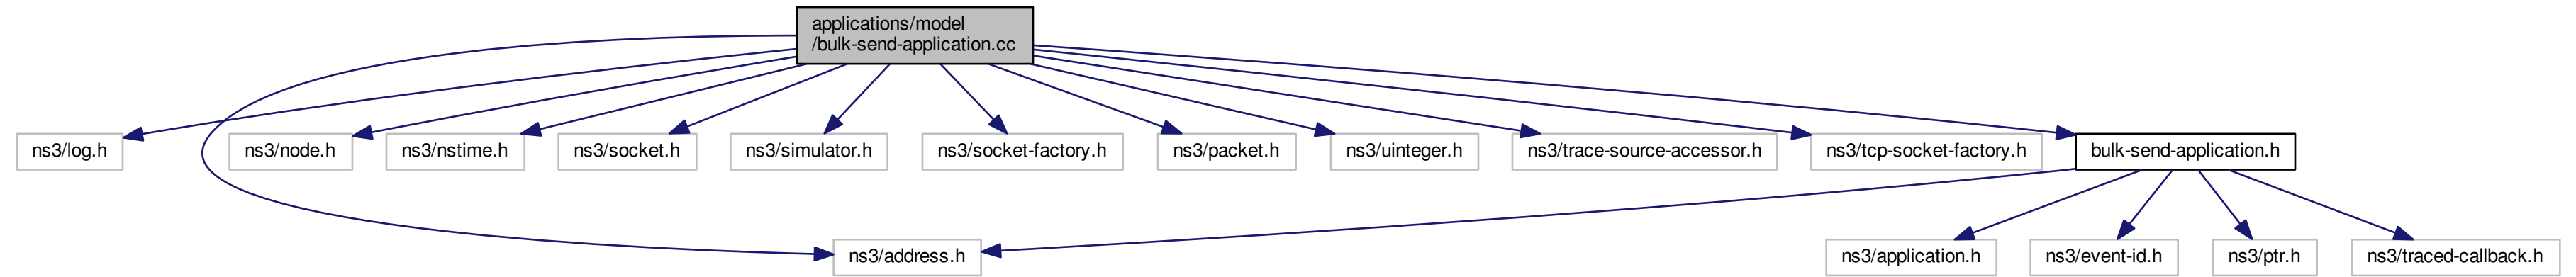 applications/model
/bulk-send-application.cc
ns3/log.h
ns3/node.h
ns3/nstime.h
ns3/socket.h
ns3/simulator.h
ns3/socket-factory.h
ns3/packet.h
ns3/uinteger.h
ns3/trace-source-accessor.h
ns3/tcp-socket-factory.h
bulk-send-application.h
ns3/address.h
ns3/application.h
ns3/event-id.h
ns3/ptr.h
ns3/traced-callback.h